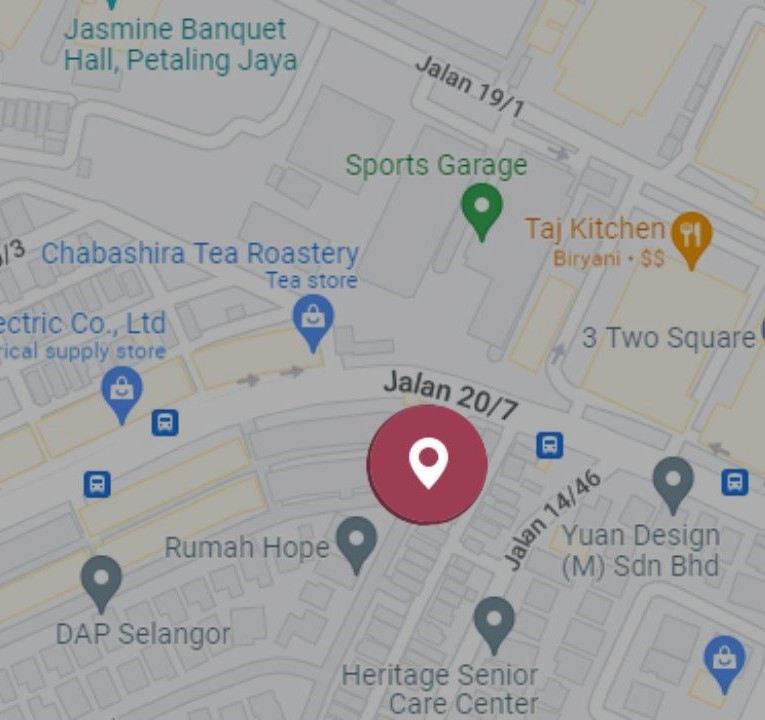 Jasmine Banquet
Hall, Petaling Jaya
Jalan 19/1
Sports Garage
Taj Kitchen
Biryani • $$
/3
Chabashira Tea Roastery
Tea store
ectric Co., Ltd
rical supply store
3 Two Square
Jalan 20/7
Jalan 14/46
Yuan Design
(M) Sdn Bhd
Rumah Hope
DAP Selangor
Heritage Senior
Care Center